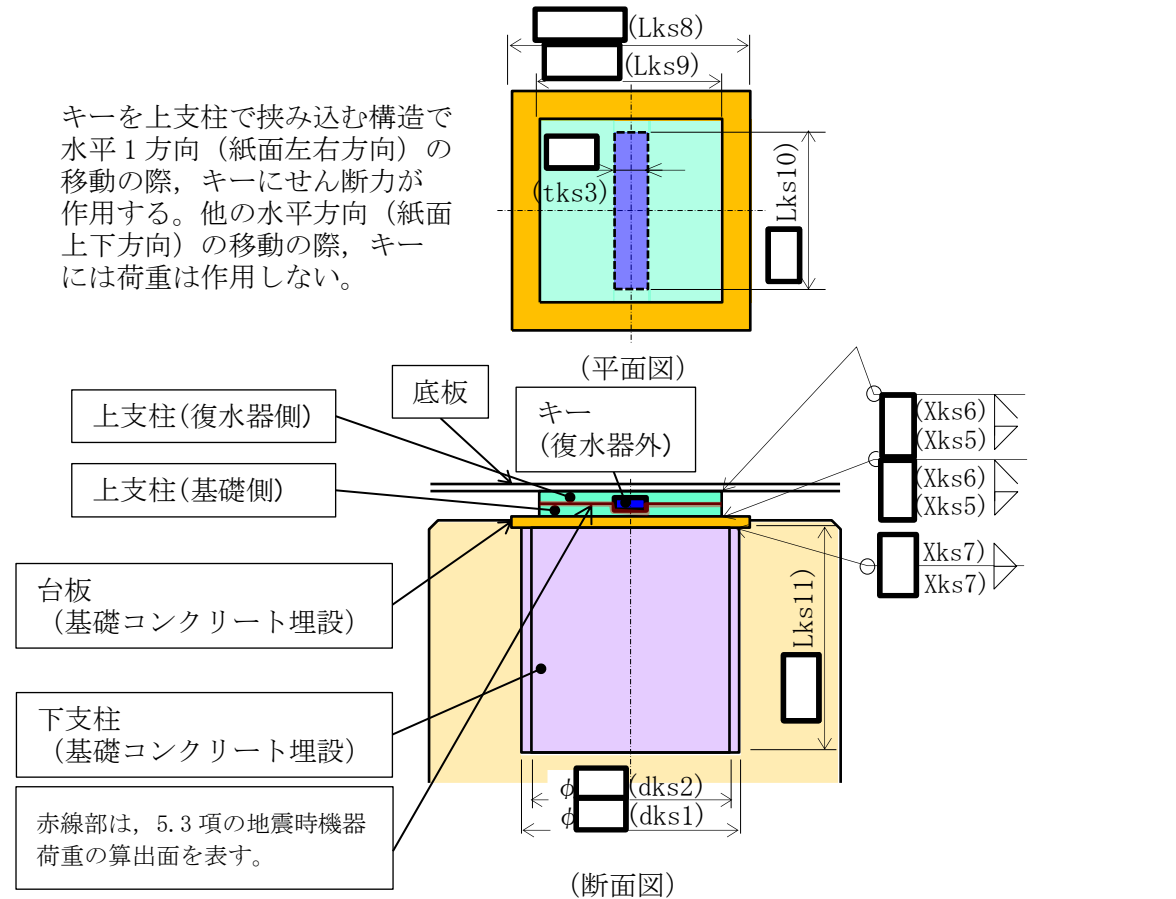 (Lks8)
(Lks9)
キーを上支柱で挟み込む構造で
水平１方向（紙面左右方向）の
移動の際，キーにせん断力が
作用する。他の水平方向（紙面
上下方向）の移動の際，キー
には荷重は作用しない。
(tks3)
Lks10)
(平面図)
底板
キー
(復水器外)
上支柱(復水器側)
上支柱(基礎側)
(Xks6)
(Xks5)
(Xks6)
(Xks5)
Xks7)
Xks7)
台板
（基礎コンクリート埋設）
Lks11)
下支柱
（基礎コンクリート埋設）
φ (dks2)
φ (dks1)
赤線部は，5.3 項の地震時機器
荷重の算出面を表す。
(断面図)